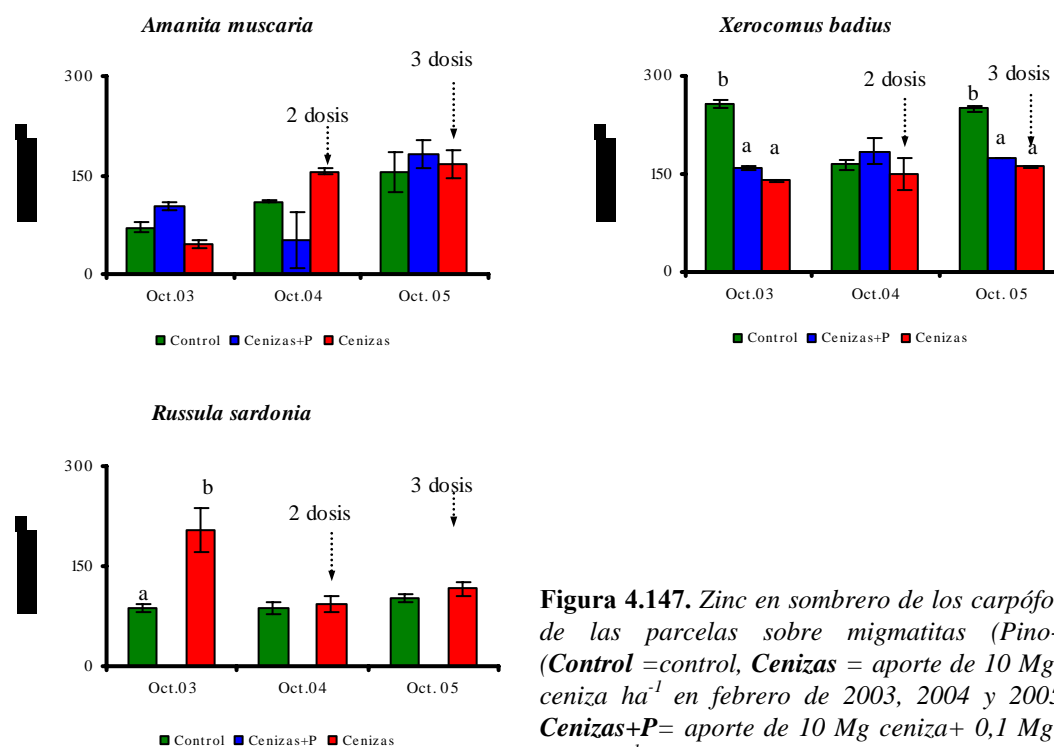 Amanita muscaria
3 dosis
300
2 dosis
150
0
Oct.03 Oct.04 Oct. 05
Control Cenizas+P Cenizas
Xerocomus badius
2 dosis 3 dosis
300
b b
a a a a
150
0
Oct.03 Oct.04 Oct. 05
Control Cenizas+P Cenizas
Russula sardonia
300
b 3 dosis
2 dosis
150
a
0
Oct.03 Oct.04 Oct. 05
Control Cenizas+P Cenizas
Figura 4.147. Zinc en sombrero de los carpófo
de las parcelas sobre migmatitas (Pino-
(Control =control, Cenizas = aporte de 10 Mg
ceniza ha-1 en febrero de 2003, 2004 y 2005
Cenizas+P= aporte de 10 Mg ceniza+ 0,1 Mg